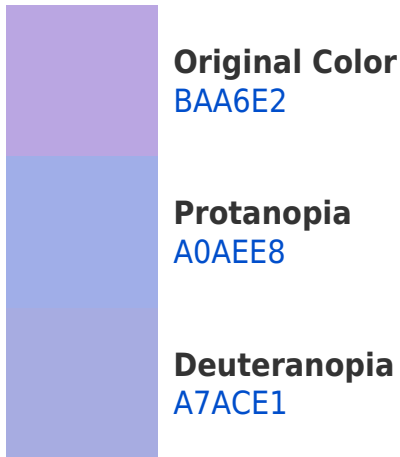 Original Color
BAA6E2
Protanopia
A0AEE8
Deuteranopia
A7ACE1